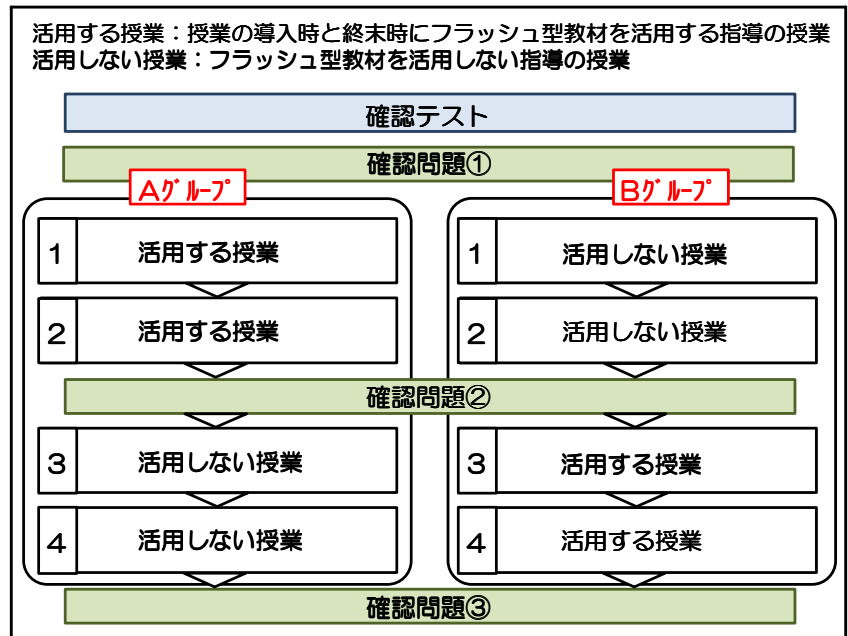 活用する授業：授業の導入時と終末時にフラッシュ型教材を活用する指導の授業
活用しない授業：フラッシュ型教材を活用しない指導の授業
確認テスト
確認問題①
Aｸﾞﾙｰﾌﾟ
1 活用する授業
2 活用する授業
Bｸﾞﾙｰﾌﾟ
1 活用しない授業
2 活用しない授業
確認問題②
3 活用しない授業
4 活用しない授業
3 活用する授業
4 活用する授業
確認問題③